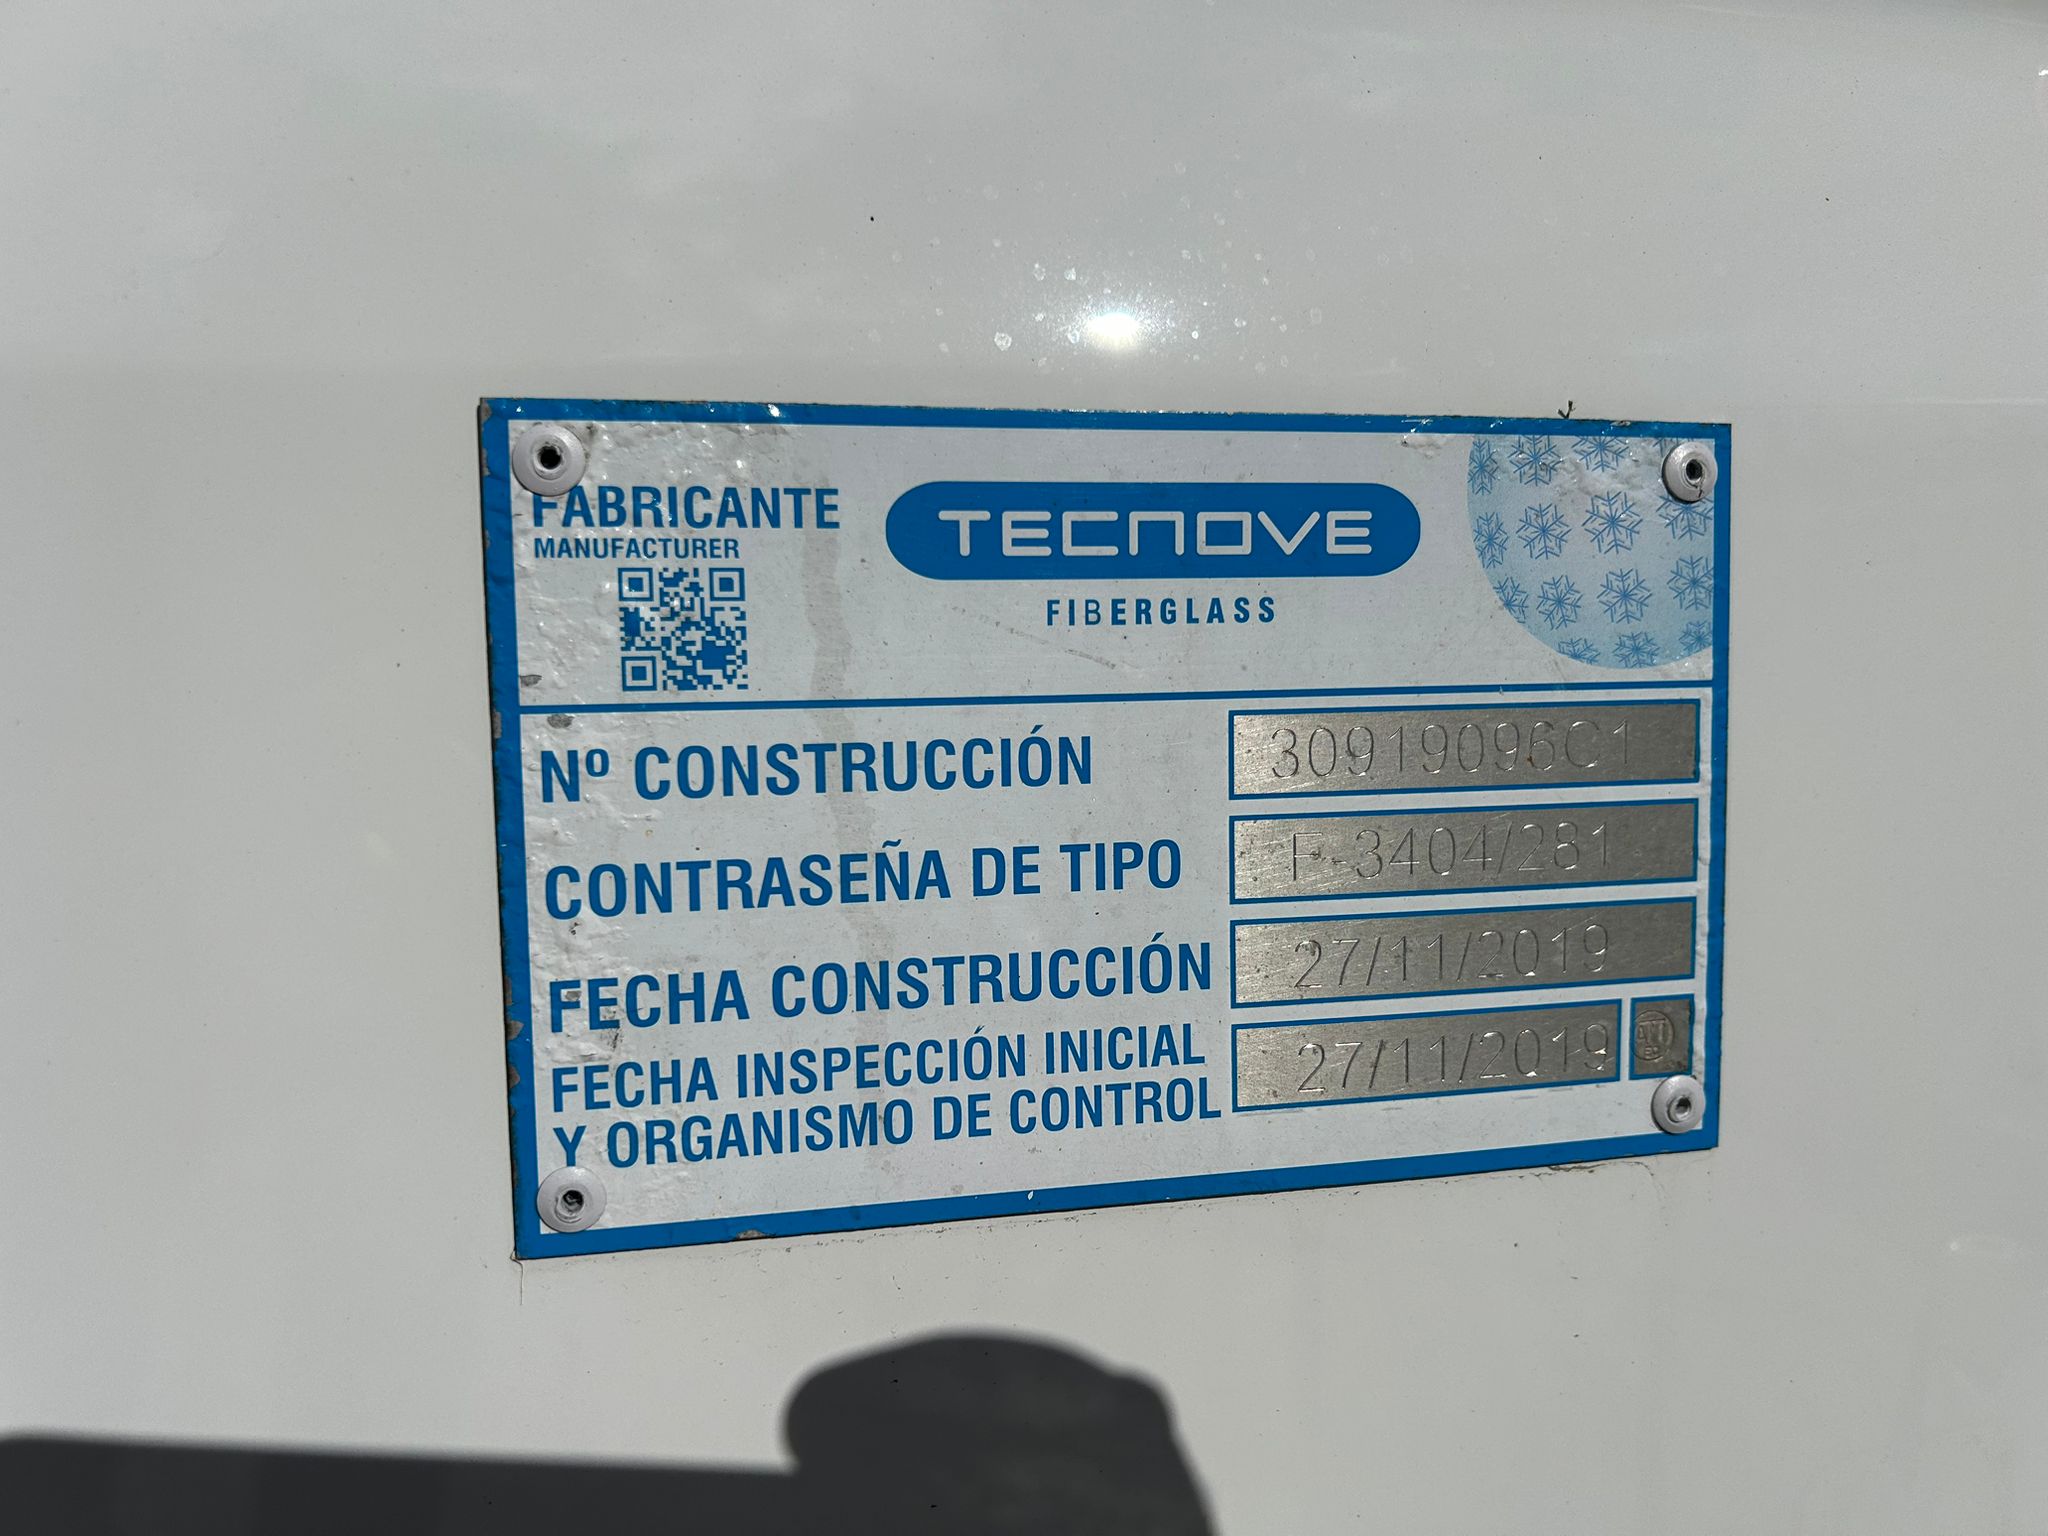 FABRICANTE
MANUFACTURER
TECNOVE
FIBERGLASS
Nº CONSTRUCCIÓN 30919096C1
CONTRASEÑA DE TIPO F-3404/281
FECHA CONSTRUCCIÓN 27/11/2019
FECHA INSPECCIÓN INICIAL
Y ORGANISMO DE CONTROL 27/11/2019